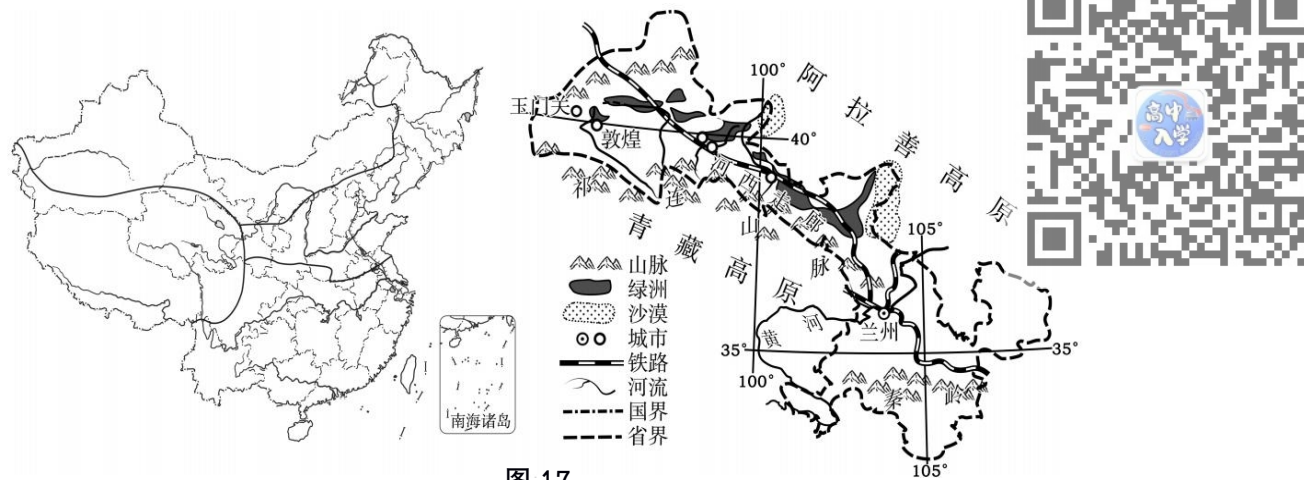 南海诸岛
玉门关
敦煌
100°
40°
阿拉善高原
河西走廊
祁连山脉
青藏高原
105°
山脉
绿洲
沙漠
城市
铁路
河流
国界
省界
黄河
兰州
35°
35°
100°
秦岭
105°
图 17
高中
入学